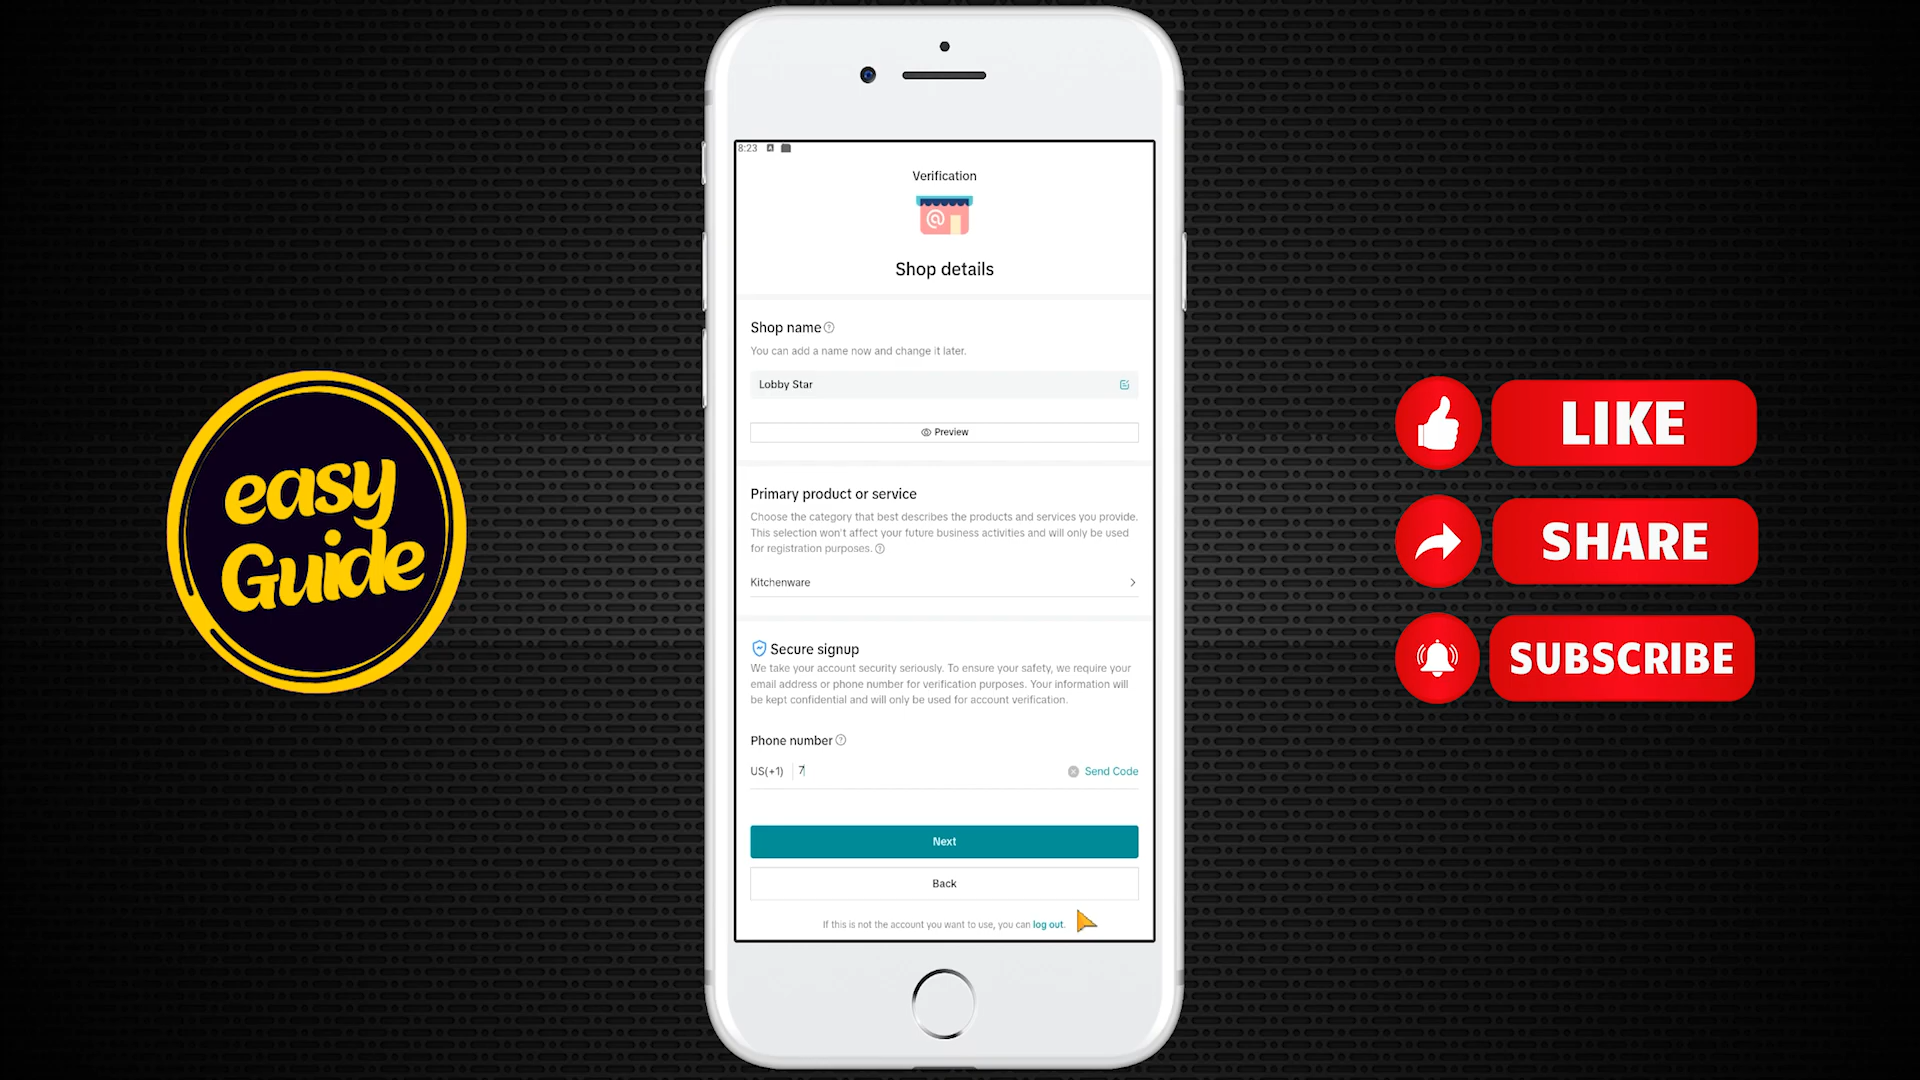 8:23
Verification
@
Shop details
Shop name
You can add a name now and change it later.
Lobby Star
Preview
Primary product or service
Choose the category that best describes the products and services you provide.
This selection won't affect your future business activities and will only be used
for registration purposes.
Kitchenware
Secure signup
We take your account security seriously. To ensure your safety, we require your
email address or phone number for verification purposes. Your information will
be kept confidential and will only be used for account verification.
Phone number
US(+1) 7 Send Code
Next
Back
If this is not the account you want to use, you can log out.
easy
Guide
LIKE
SHARE
SUBSCRIBE